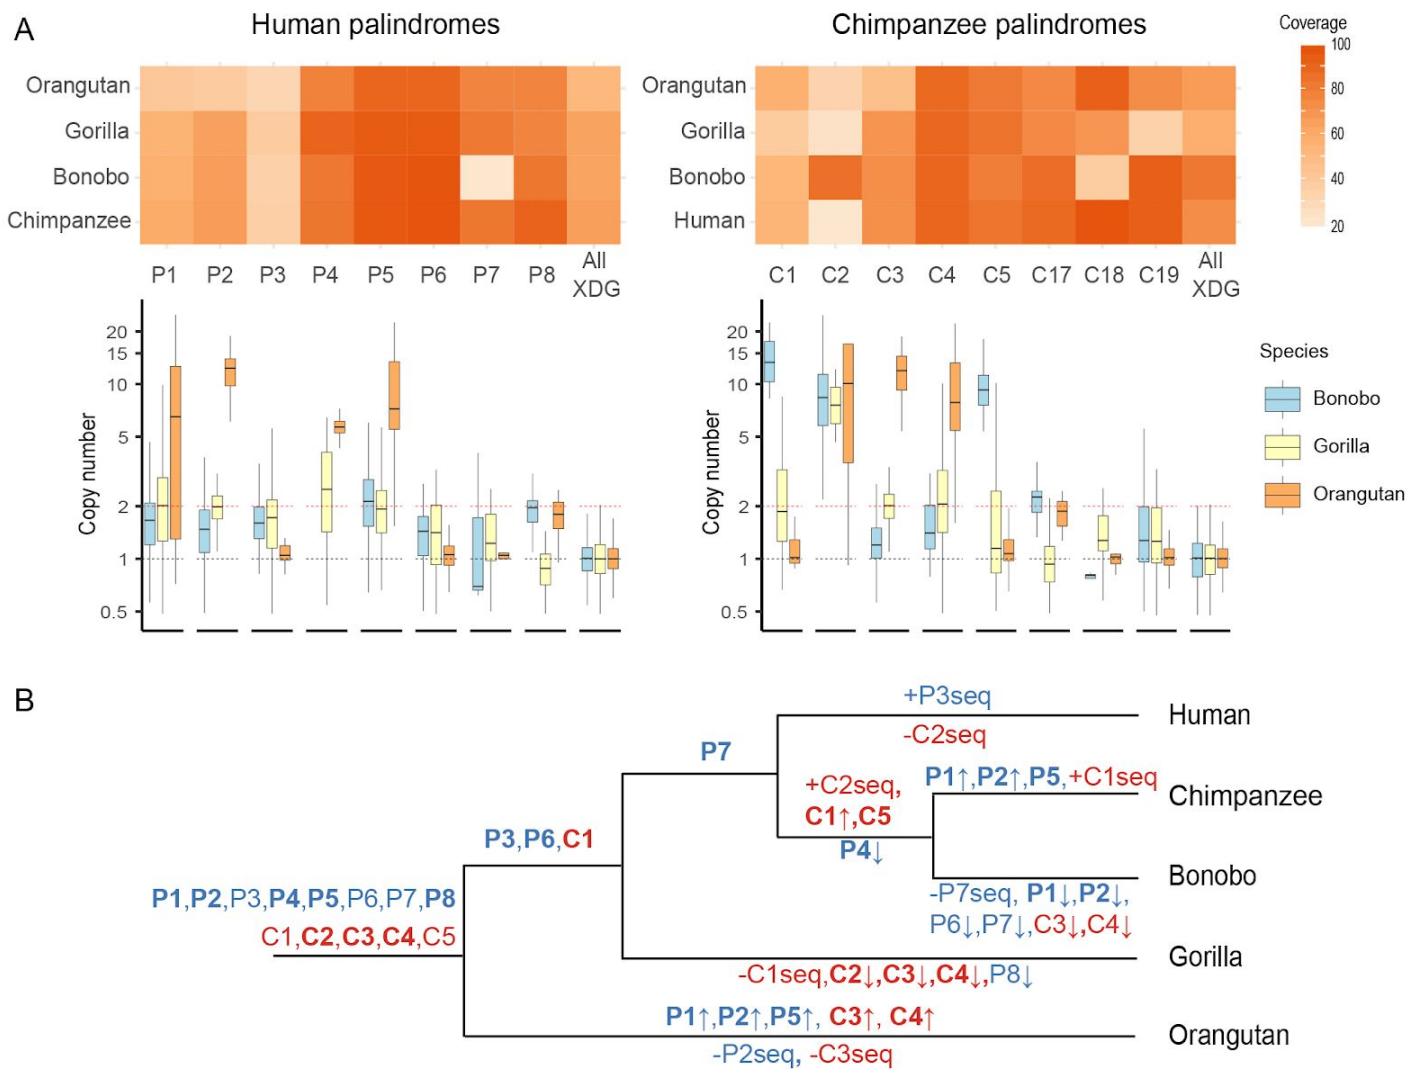 A
Human palindromes
Chimpanzee palindromes
Coverage
100
80
60
40
20
Orangutan
Gorilla
Bonobo
Chimpanzee
P1 P2 P3 P4 P5 P6 P7 P8 All XDG
Orangutan
Gorilla
Bonobo
Human
C1 C2 C3 C4 C5 C17 C18 C19 All XDG
Copy number
20
15
10
5
2
1
0.5
Copy number
20
15
10
5
2
1
0.5
Species
Bonobo
Gorilla
Orangutan
B
+P3seq
Human
-C2seq
P7
P1↑,P2↑,P5,+C1seq
+C2seq,
C1↑,C5
Chimpanzee
P4↓
P3,P6,C1
Bonobo
-P7seq, P1↓,P2↓,
P6↓,P7↓,C3↓,C4↓
P1,P2,P3,P4,P5,P6,P7,P8
C1,C2,C3,C4,C5
Gorilla
-C1seq,C2↓,C3↓,C4↓,P8↓
P1↑,P2↑,P5↑, C3↑, C4↑
Orangutan
-P2seq, -C3seq